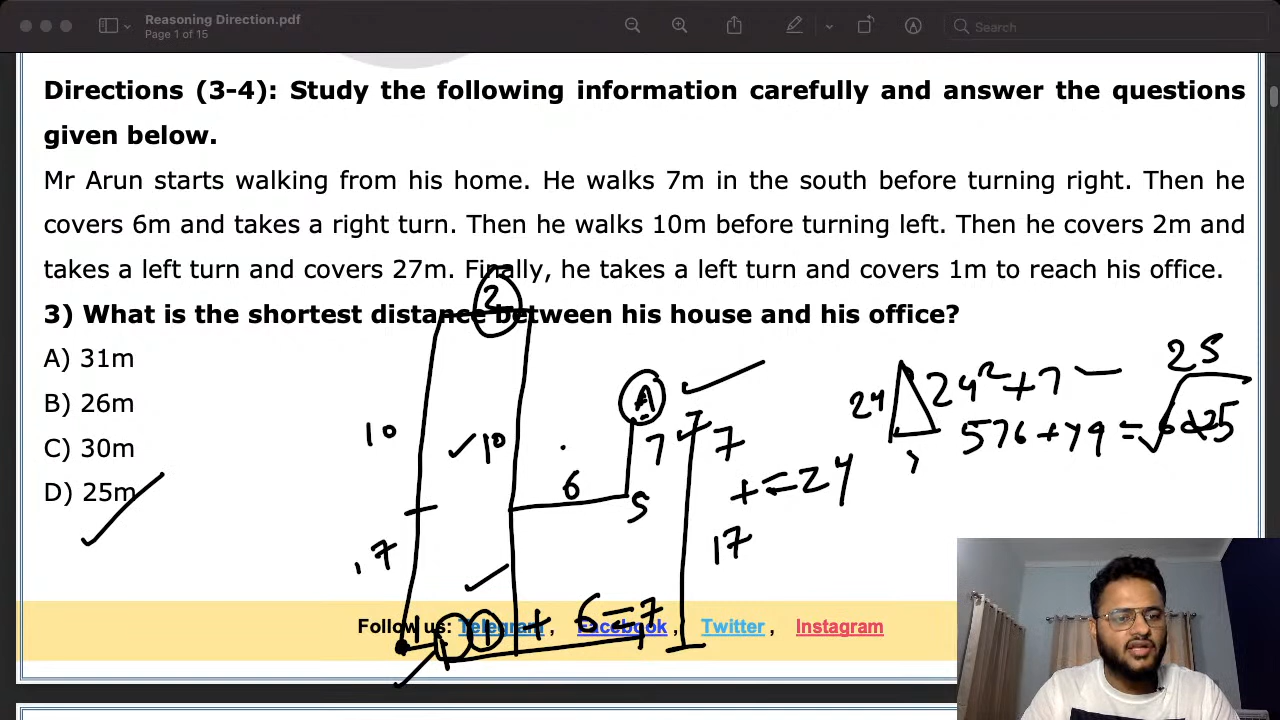 Reasoning Direction.pdf
Page 1 of 15
Search
Directions (3-4): Study the following information carefully and answer the questions
given below.
Mr Arun starts walking from his home. He walks 7m in the south before turning right. Then he
covers 6m and takes a right turn. Then he walks 10m before turning left. Then he covers 2m and
takes a left turn and covers 27m. Finally, he takes a left turn and covers 1m to reach his office.
3) What is the shortest distance between his house and his office?
A) 31m
B) 26m
C) 30m
D) 25m
2
A
10
10
6
7
S
7
7
+ = 24
17
17
1
1 + 6 = 7
24
24² + 7
25
576 + 49 = √625
Follow us: Telegram, Facebook, Twitter, Instagram